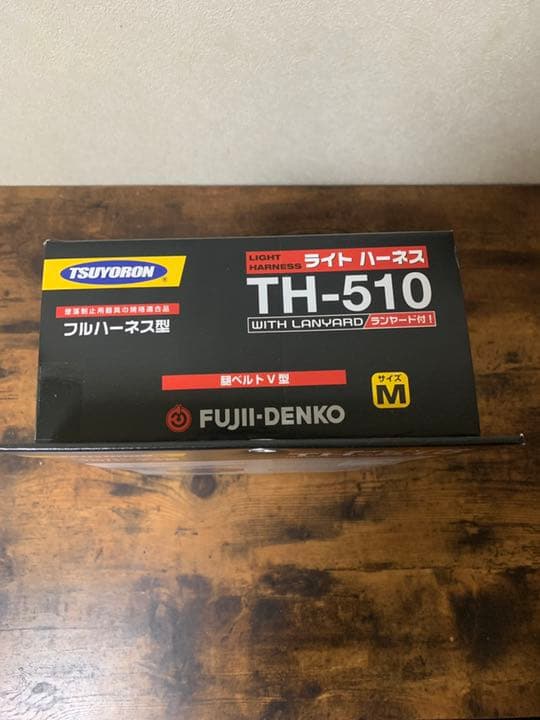 TSUYORON®
墜落制止用器具の規格適合品
フルハーネス型
LIGHT HARNESS ライト ハーネス
TH-510
WITH LANYARD ランヤード付!
腿ベルトV型
サイズ
M
FUJII-DENKO